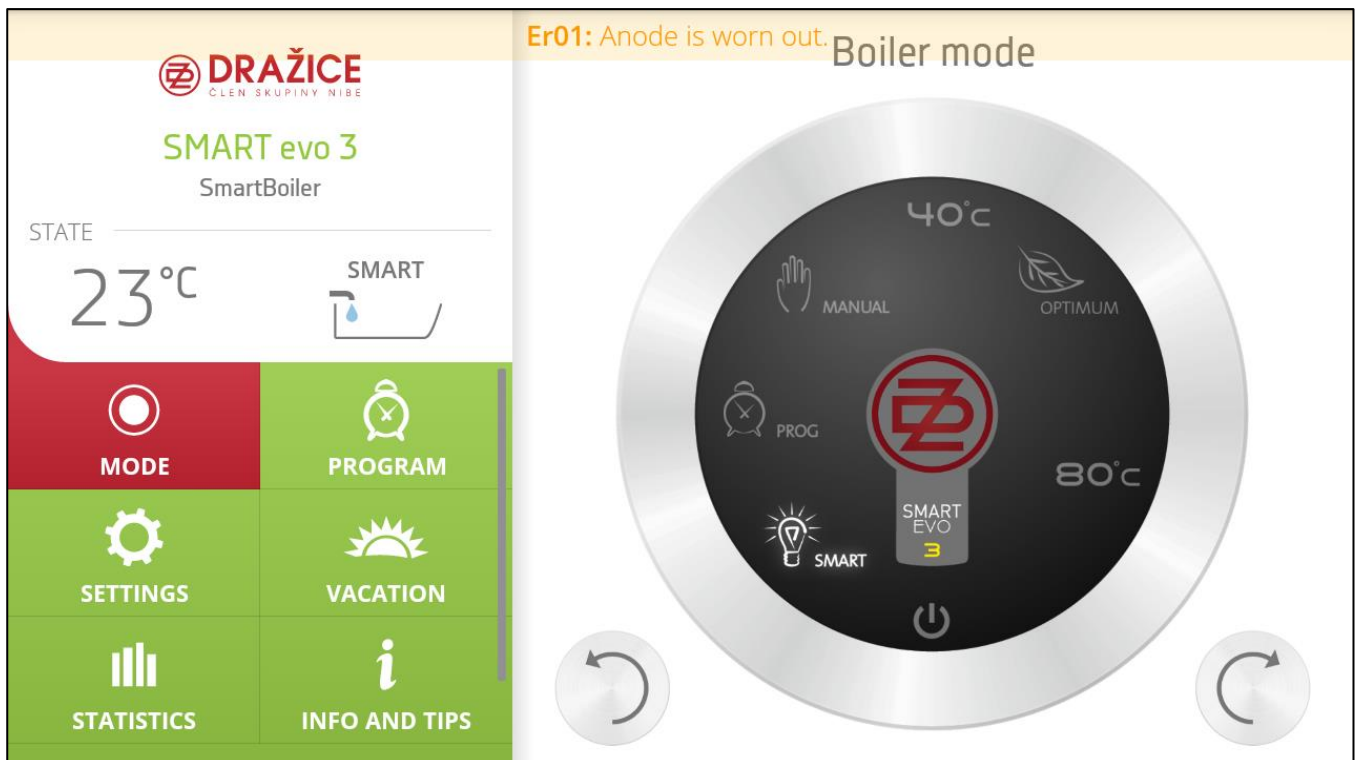 Er01: Anode is worn out.
DRAŽICE
ČLEN SKUPINY NIBE
SMART evo 3
SmartBoiler
STATE
23°C
SMART
MODE
PROGRAM
SETTINGS
VACATION
STATISTICS
INFO AND TIPS
Boiler mode
40°C
MANUAL
OPTIMUM
PROG
80°C
SMART
EVO
3
SMART